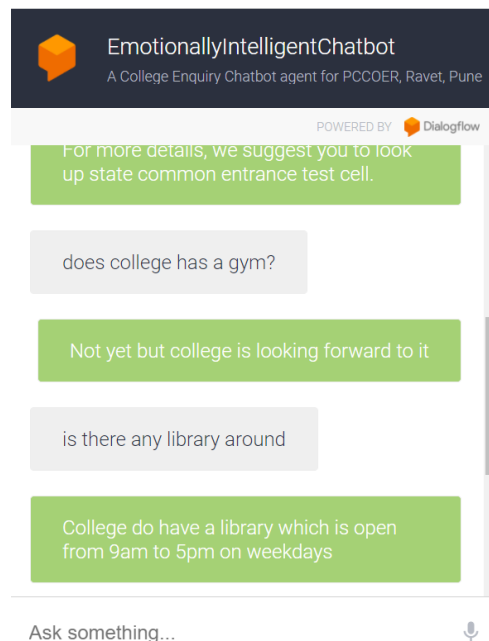 EmotionallyIntelligentChatbot
A College Enquiry Chatbot agent for PCCOER, Ravet, Pune
POWERED BY Dialogflow
For more details, we suggest you to look
up state common entrance test cell.
does college has a gym?
Not yet but college is looking forward to it
is there any library around
College do have a library which is open
from 9am to 5pm on weekdays
Ask something...